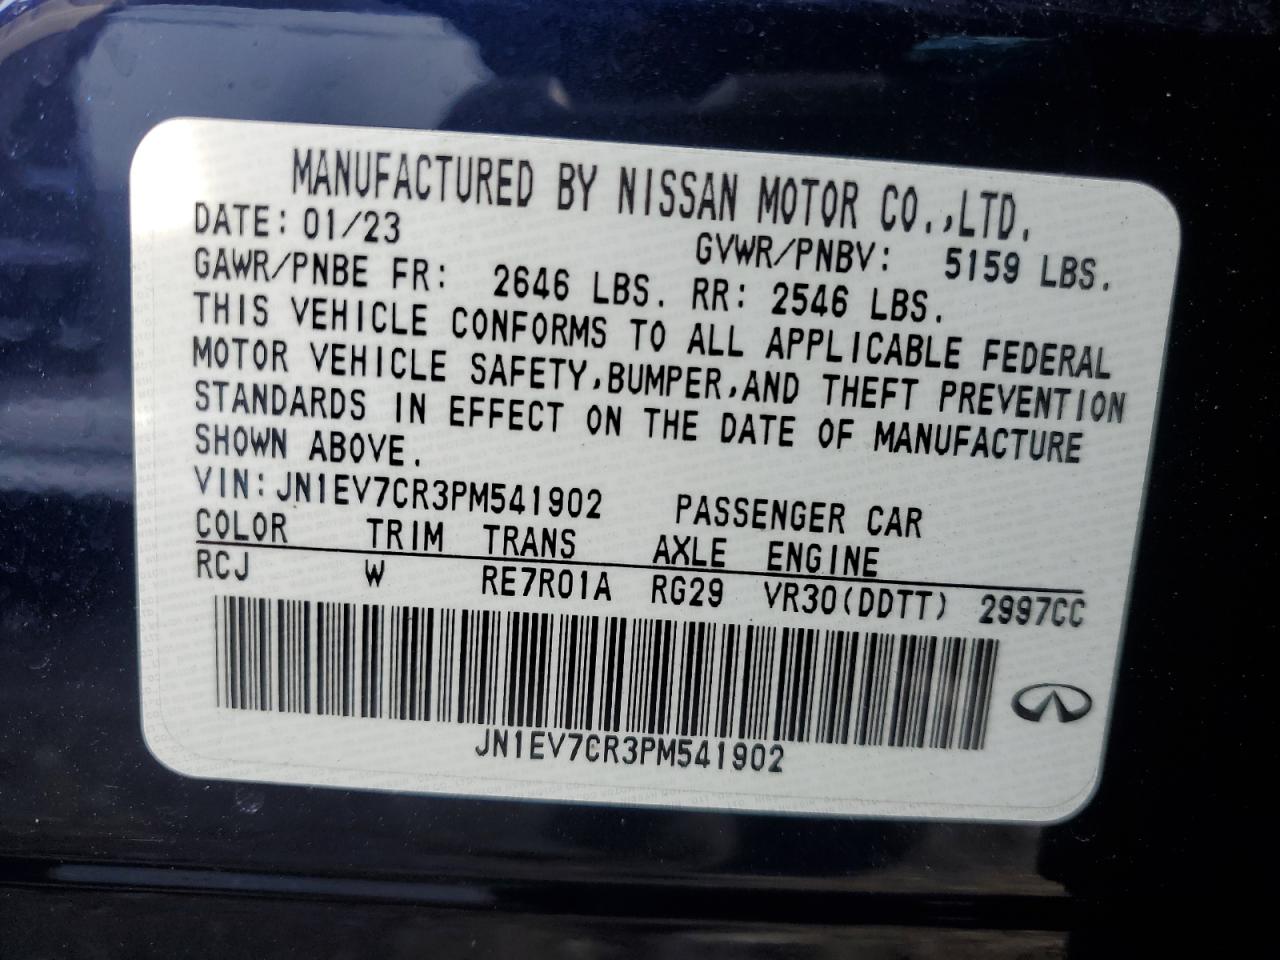 MANUFACTURED BY NISSAN MOTOR CO.,LTD.
DATE: 01/23 GVWR/PNBV: 5159 LBS.
GAWR/PNBE FR: 2646 LBS. RR: 2546 LBS.
THIS VEHICLE CONFORMS TO ALL APPLICABLE FEDERAL
MOTOR VEHICLE SAFETY,BUMPER,AND THEFT PREVENTION
STANDARDS IN EFFECT ON THE DATE OF MANUFACTURE
SHOWN ABOVE.
VIN:JN1EV7CR3PM541902 PASSENGER CAR
COLOR TRIM TRANS AXLE ENGINE
RCJ W RE7R01A RG29 VR30(DDTT) 2997CC
JN1EV7CR3PM541902